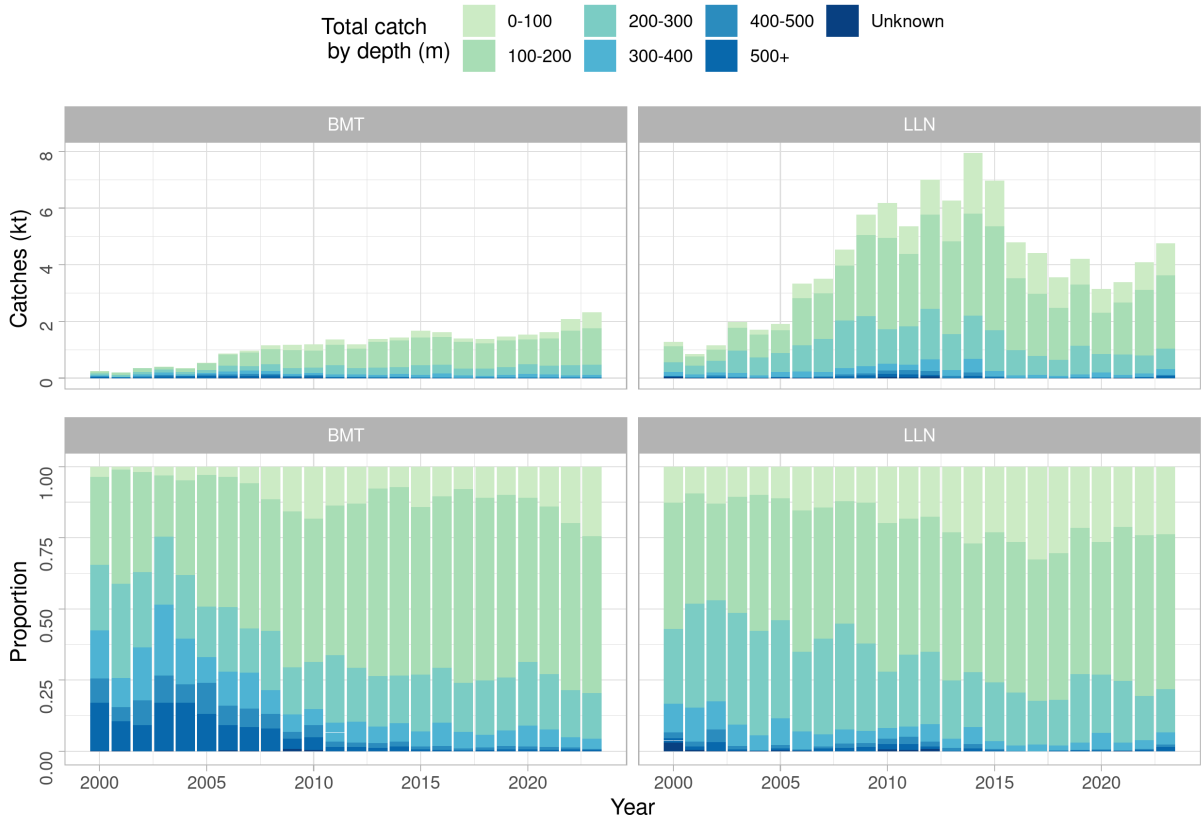 Total catch
by depth (m)
0-100
200-300
400-500
Unknown
100-200
300-400
500+
BMT
LLN
Catches (kt)
8
6
4
2
0
BMT
LLN
Proportion
1.00
0.75
0.50
0.25
0.00
2000
2005
2010
2015
2020
2000
2005
2010
2015
2020
Year